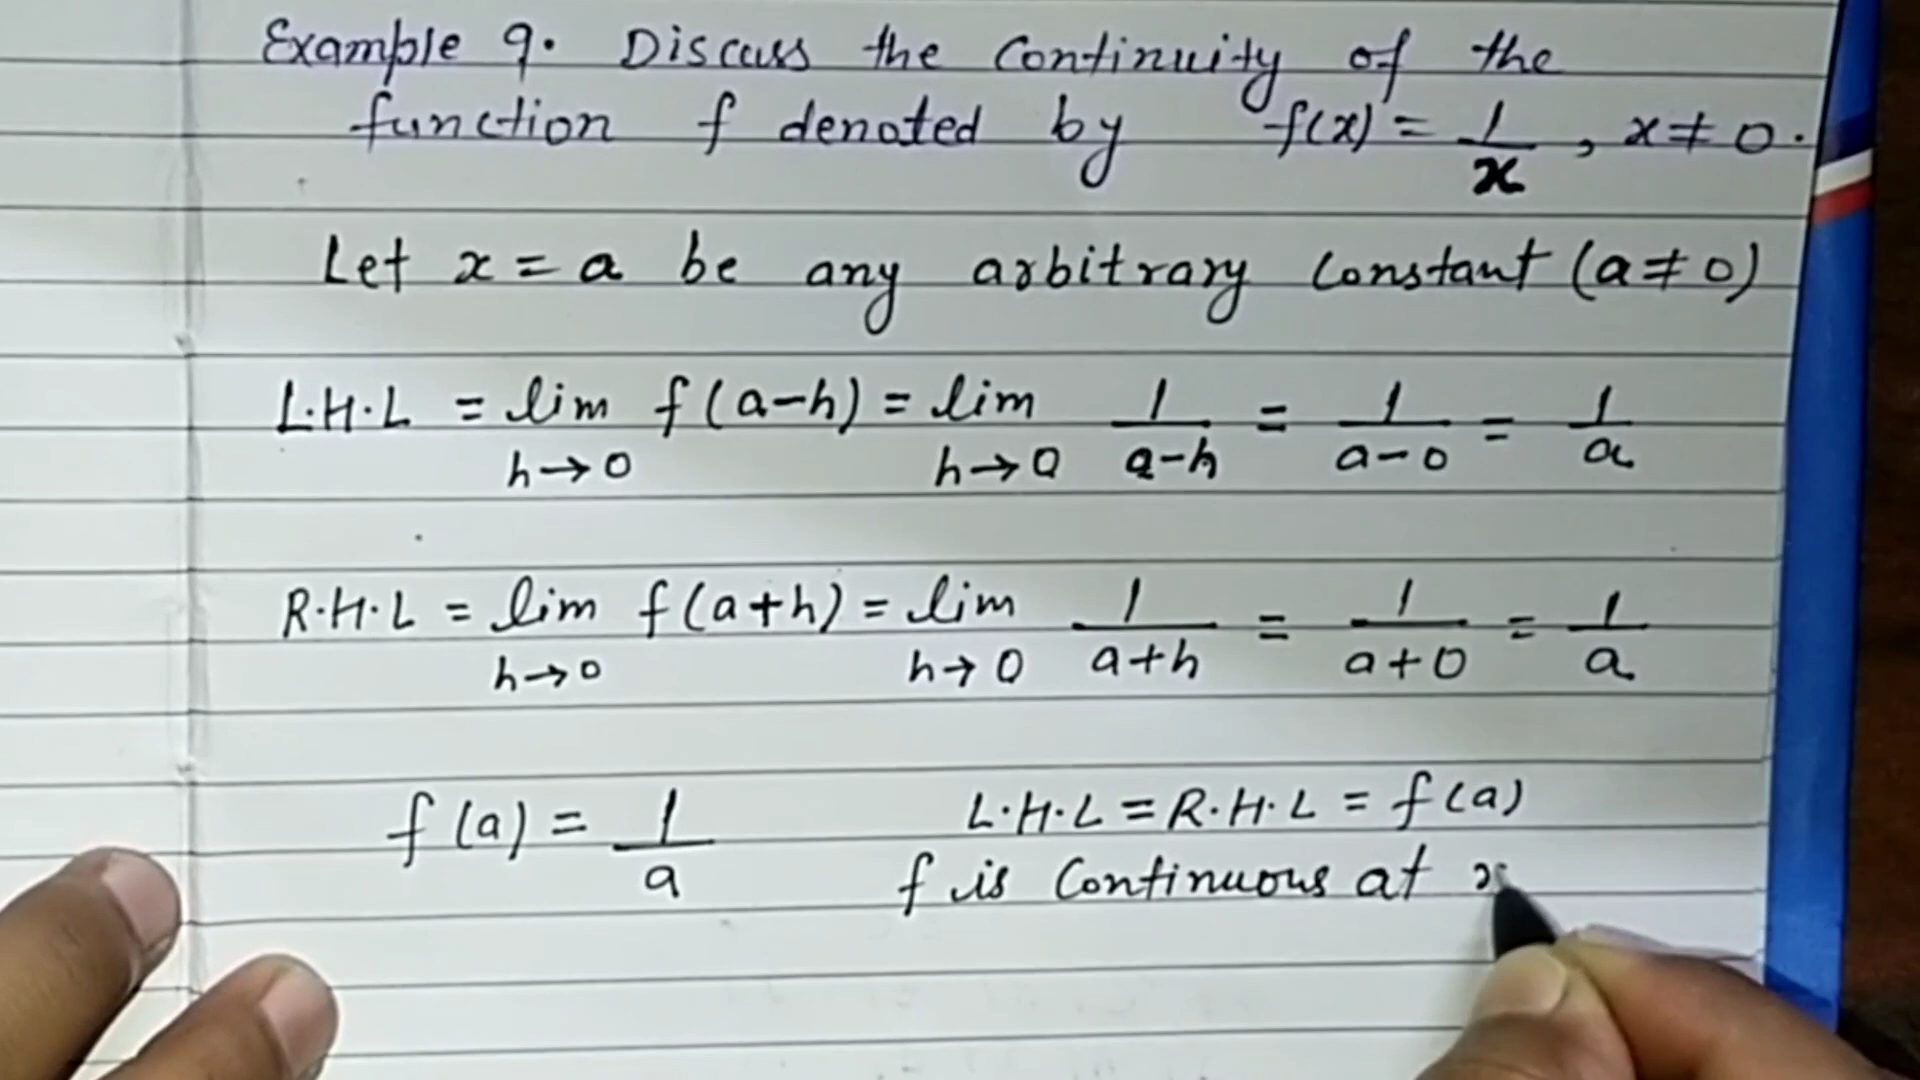 Example 9. Discuss the Continuity of the
function f denoted by f(x) = 1/x , x ≠ 0.
Let x = a be any arbitrary constant (a ≠ 0)
L.H.L = lim h→0 f(a-h) = lim h→0 1/(a-h) = 1/(a-0) = 1/a
R.H.L = lim h→0 f(a+h) = lim h→0 1/(a+h) = 1/(a+0) = 1/a
f(a) = 1/a
L.H.L = R.H.L = f(a)
f is Continuous at x